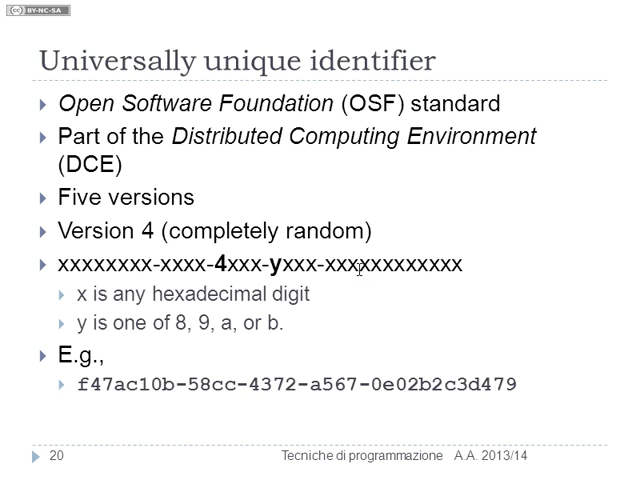 BY-NC-SA
Universally unique identifier
Open Software Foundation (OSF) standard
Part of the Distributed Computing Environment
(DCE)
Five versions
Version 4 (completely random)
xxxxxxxx-xxxx-4xxx-yxxx-xxxxxxxxxxxx
x is any hexadecimal digit
y is one of 8, 9, a, or b.
E.g.,
f47ac10b-58cc-4372-a567-0e02b2c3d479
20 Tecniche di programmazione A.A. 2013/14